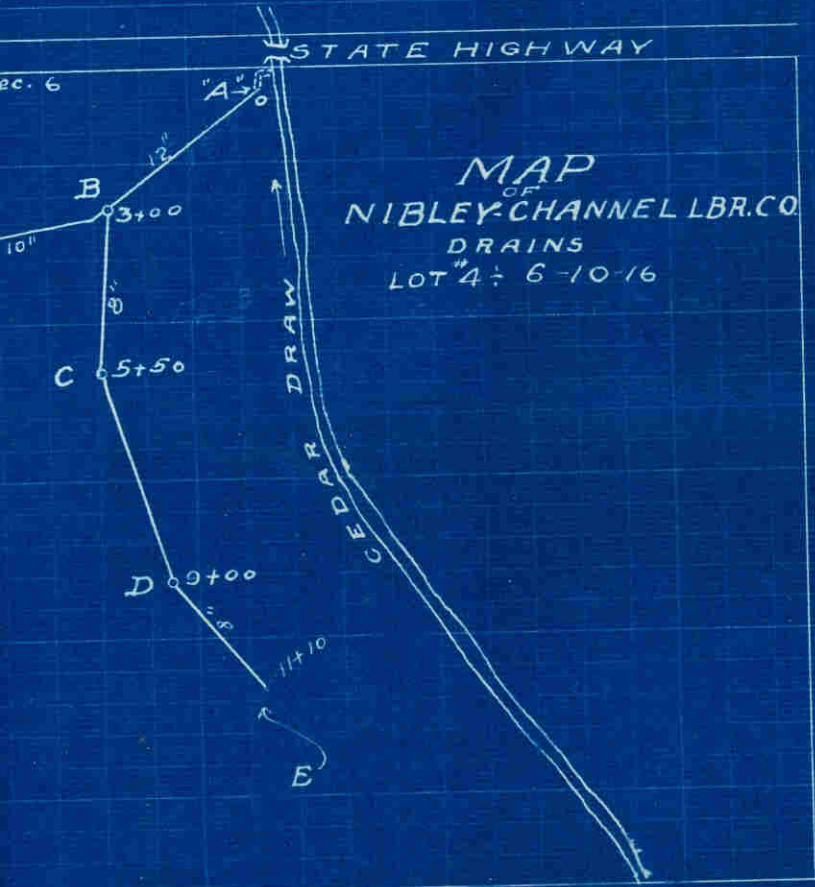 STATE HIGHWAY
ec. 6
"A"
0
12"
MAP
OF
NIBLEY-CHANNEL LBR. CO.
DRAINS
LOT #4 ÷ 6-10-16
B
3+00
10"
8"
C
5+50
CEDAR DRAW
D
9+00
8"
11+10
E